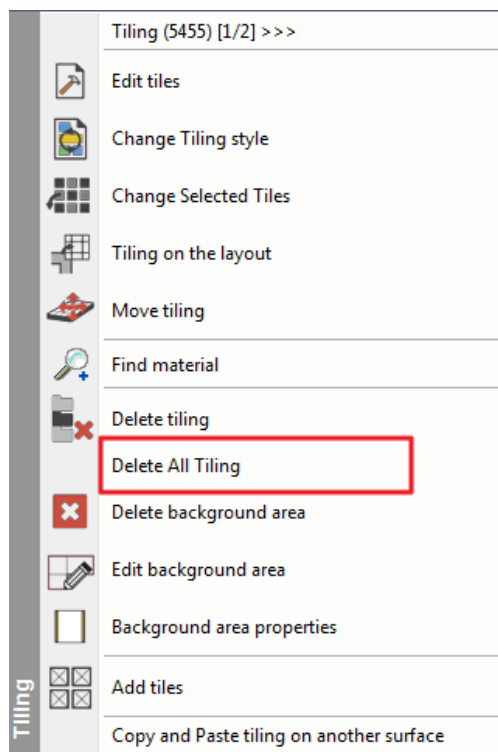 Tiling (5455) [1/2] >>>
Edit tiles
Change Tiling style
Change Selected Tiles
Tiling on the layout
Move tiling
Find material
Delete tiling
Delete All Tiling
Delete background area
Edit background area
Background area properties
Add tiles
Copy and Paste tiling on another surface
Tiling